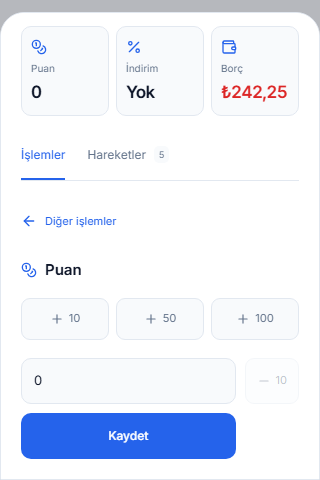 Puan
0
İndirim
Yok
Borç
₺242,25
İşlemler
Hareketler 5
Diğer işlemler
Puan
+ 10
+ 50
+ 100
0
− 10
Kaydet